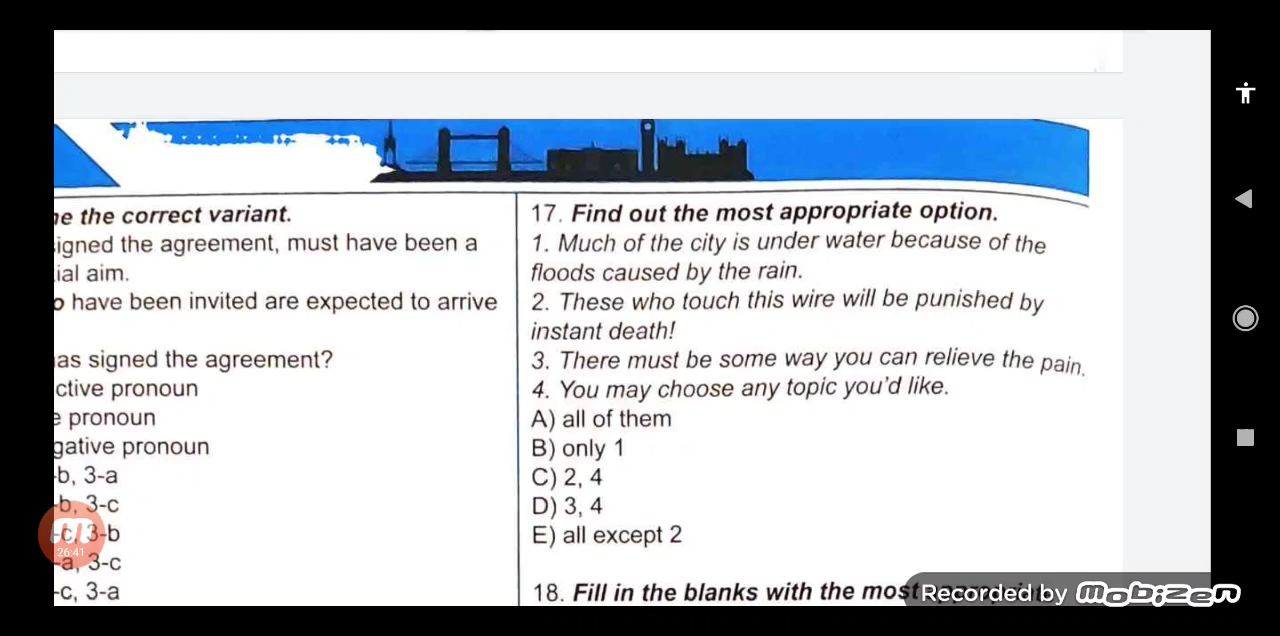 ne the correct variant.
signed the agreement, must have been a
ial aim.
o have been invited are expected to arrive
as signed the agreement?
ctive pronoun
e pronoun
gative pronoun
-b, 3-a
-b, 3-c
-c, 3-b
-a, 3-c
-c, 3-a
26:41
17. Find out the most appropriate option.
1. Much of the city is under water because of the
floods caused by the rain.
2. These who touch this wire will be punished by
instant death!
3. There must be some way you can relieve the pain.
4. You may choose any topic you'd like.
A) all of them
B) only 1
C) 2, 4
D) 3, 4
E) all except 2
18. Fill in the blanks with the most
Recorded by mobizen